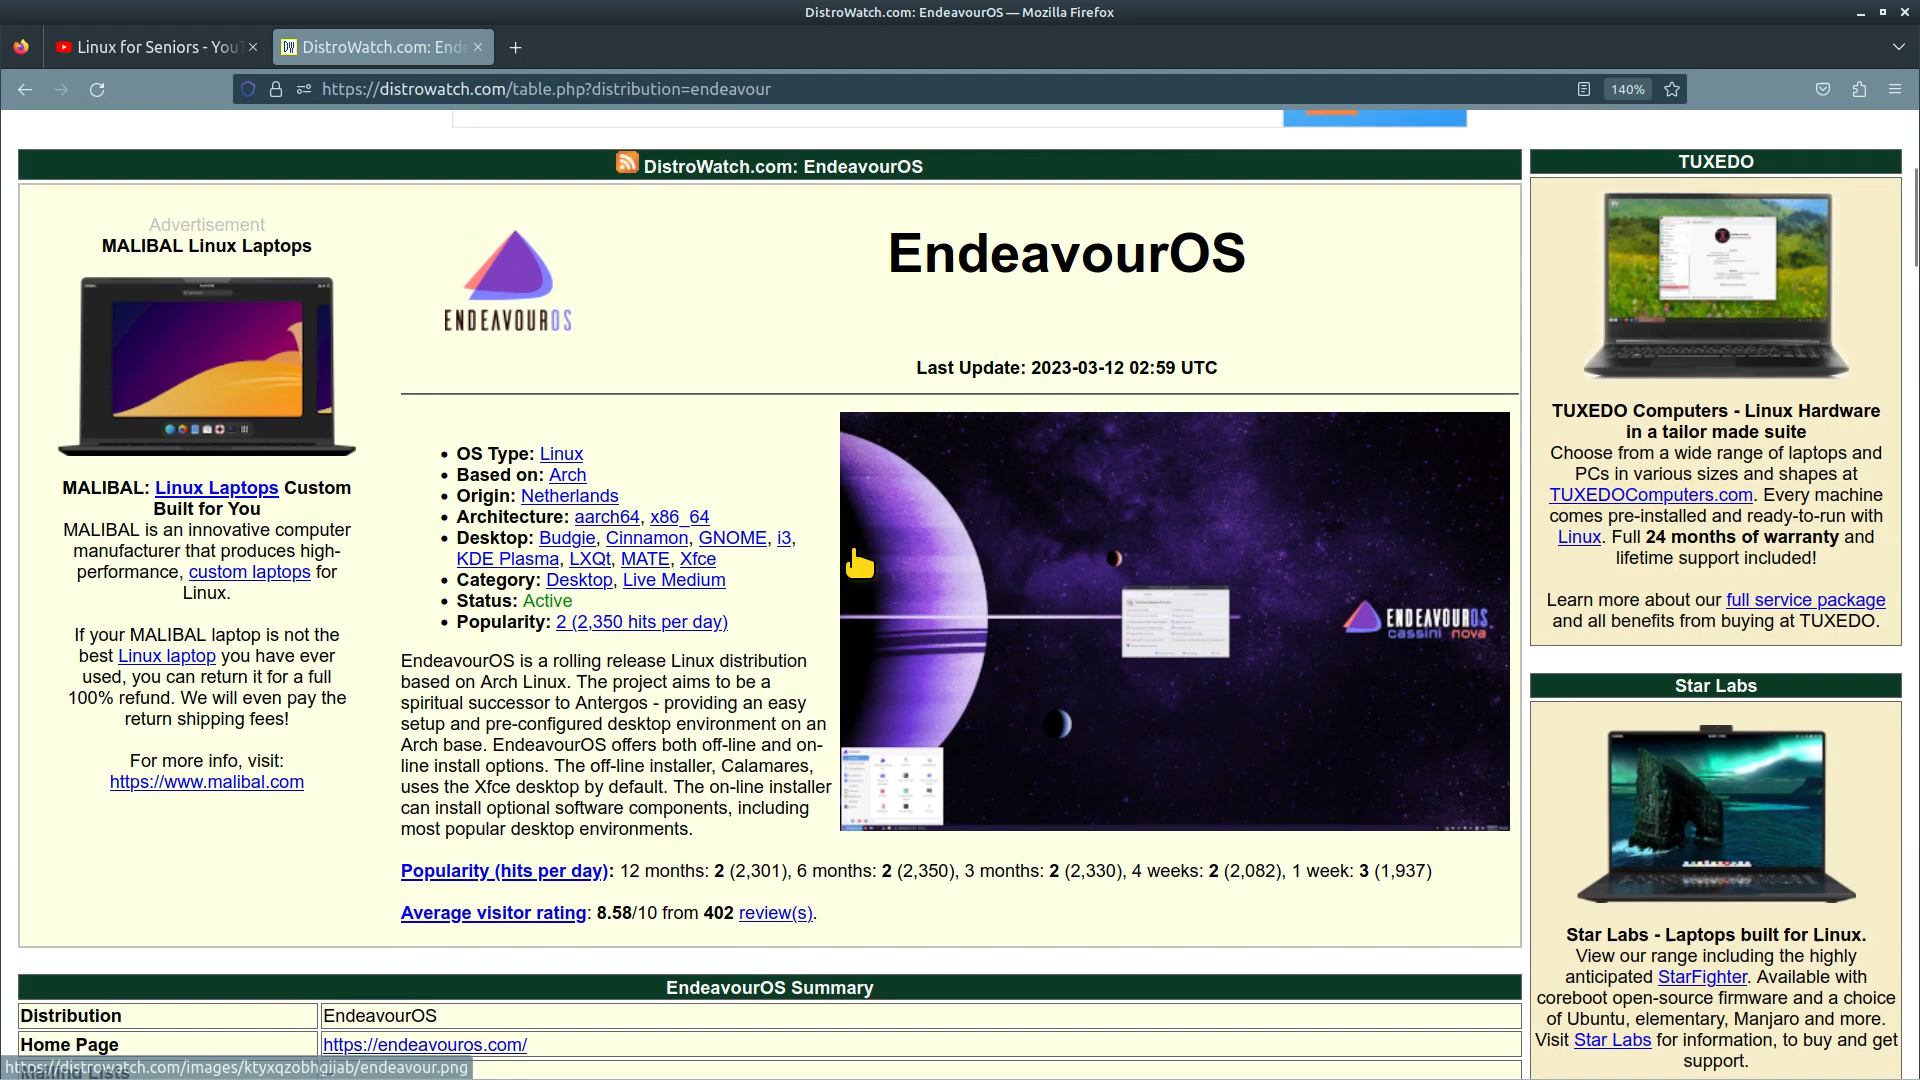 DistroWatch.com: EndeavourOS — Mozilla Firefox
Linux for Seniors - You
DistroWatch.com: Ende
https://distrowatch.com/table.php?distribution=endeavour
140%
DistroWatch.com: EndeavourOS
Advertisement
MALIBAL Linux Laptops
MALIBAL: Linux Laptops Custom
Built for You
MALIBAL is an innovative computer
manufacturer that produces high-
performance, custom laptops for
Linux.
If your MALIBAL laptop is not the
best Linux laptop you have ever
used, you can return it for a full
100% refund. We will even pay the
return shipping fees!
For more info, visit:
https://www.malibal.com
ENDEAVOUROS
EndeavourOS
Last Update: 2023-03-12 02:59 UTC
• OS Type: Linux
• Based on: Arch
• Origin: Netherlands
• Architecture: aarch64, x86_64
• Desktop: Budgie, Cinnamon, GNOME, i3,
KDE Plasma, LXQt, MATE, Xfce
• Category: Desktop, Live Medium
• Status: Active
• Popularity: 2 (2,350 hits per day)
ENDEAVOUROS
cassini nova
EndeavourOS is a rolling release Linux distribution
based on Arch Linux. The project aims to be a
spiritual successor to Antergos - providing an easy
setup and pre-configured desktop environment on an
Arch base. EndeavourOS offers both off-line and on-
line install options. The off-line installer, Calamares,
uses the Xfce desktop by default. The on-line installer
can install optional software components, including
most popular desktop environments.
Popularity (hits per day): 12 months: 2 (2,301), 6 months: 2 (2,350), 3 months: 2 (2,330), 4 weeks: 2 (2,082), 1 week: 3 (1,937)
Average visitor rating: 8.58/10 from 402 review(s).
EndeavourOS Summary
Distribution EndeavourOS
Home Page https://endeavouros.com/
Mailing Lists
https://distrowatch.com/images/ktyxqzobhgijab/endeavour.png
TUXEDO
TUXEDO Computers - Linux Hardware
in a tailor made suite
Choose from a wide range of laptops and
PCs in various sizes and shapes at
TUXEDOComputers.com. Every machine
comes pre-installed and ready-to-run with
Linux. Full 24 months of warranty and
lifetime support included!
Learn more about our full service package
and all benefits from buying at TUXEDO.
Star Labs
Star Labs - Laptops built for Linux.
View our range including the highly
anticipated StarFighter. Available with
coreboot open-source firmware and a choice
of Ubuntu, elementary, Manjaro and more.
Visit Star Labs for information, to buy and get
support.